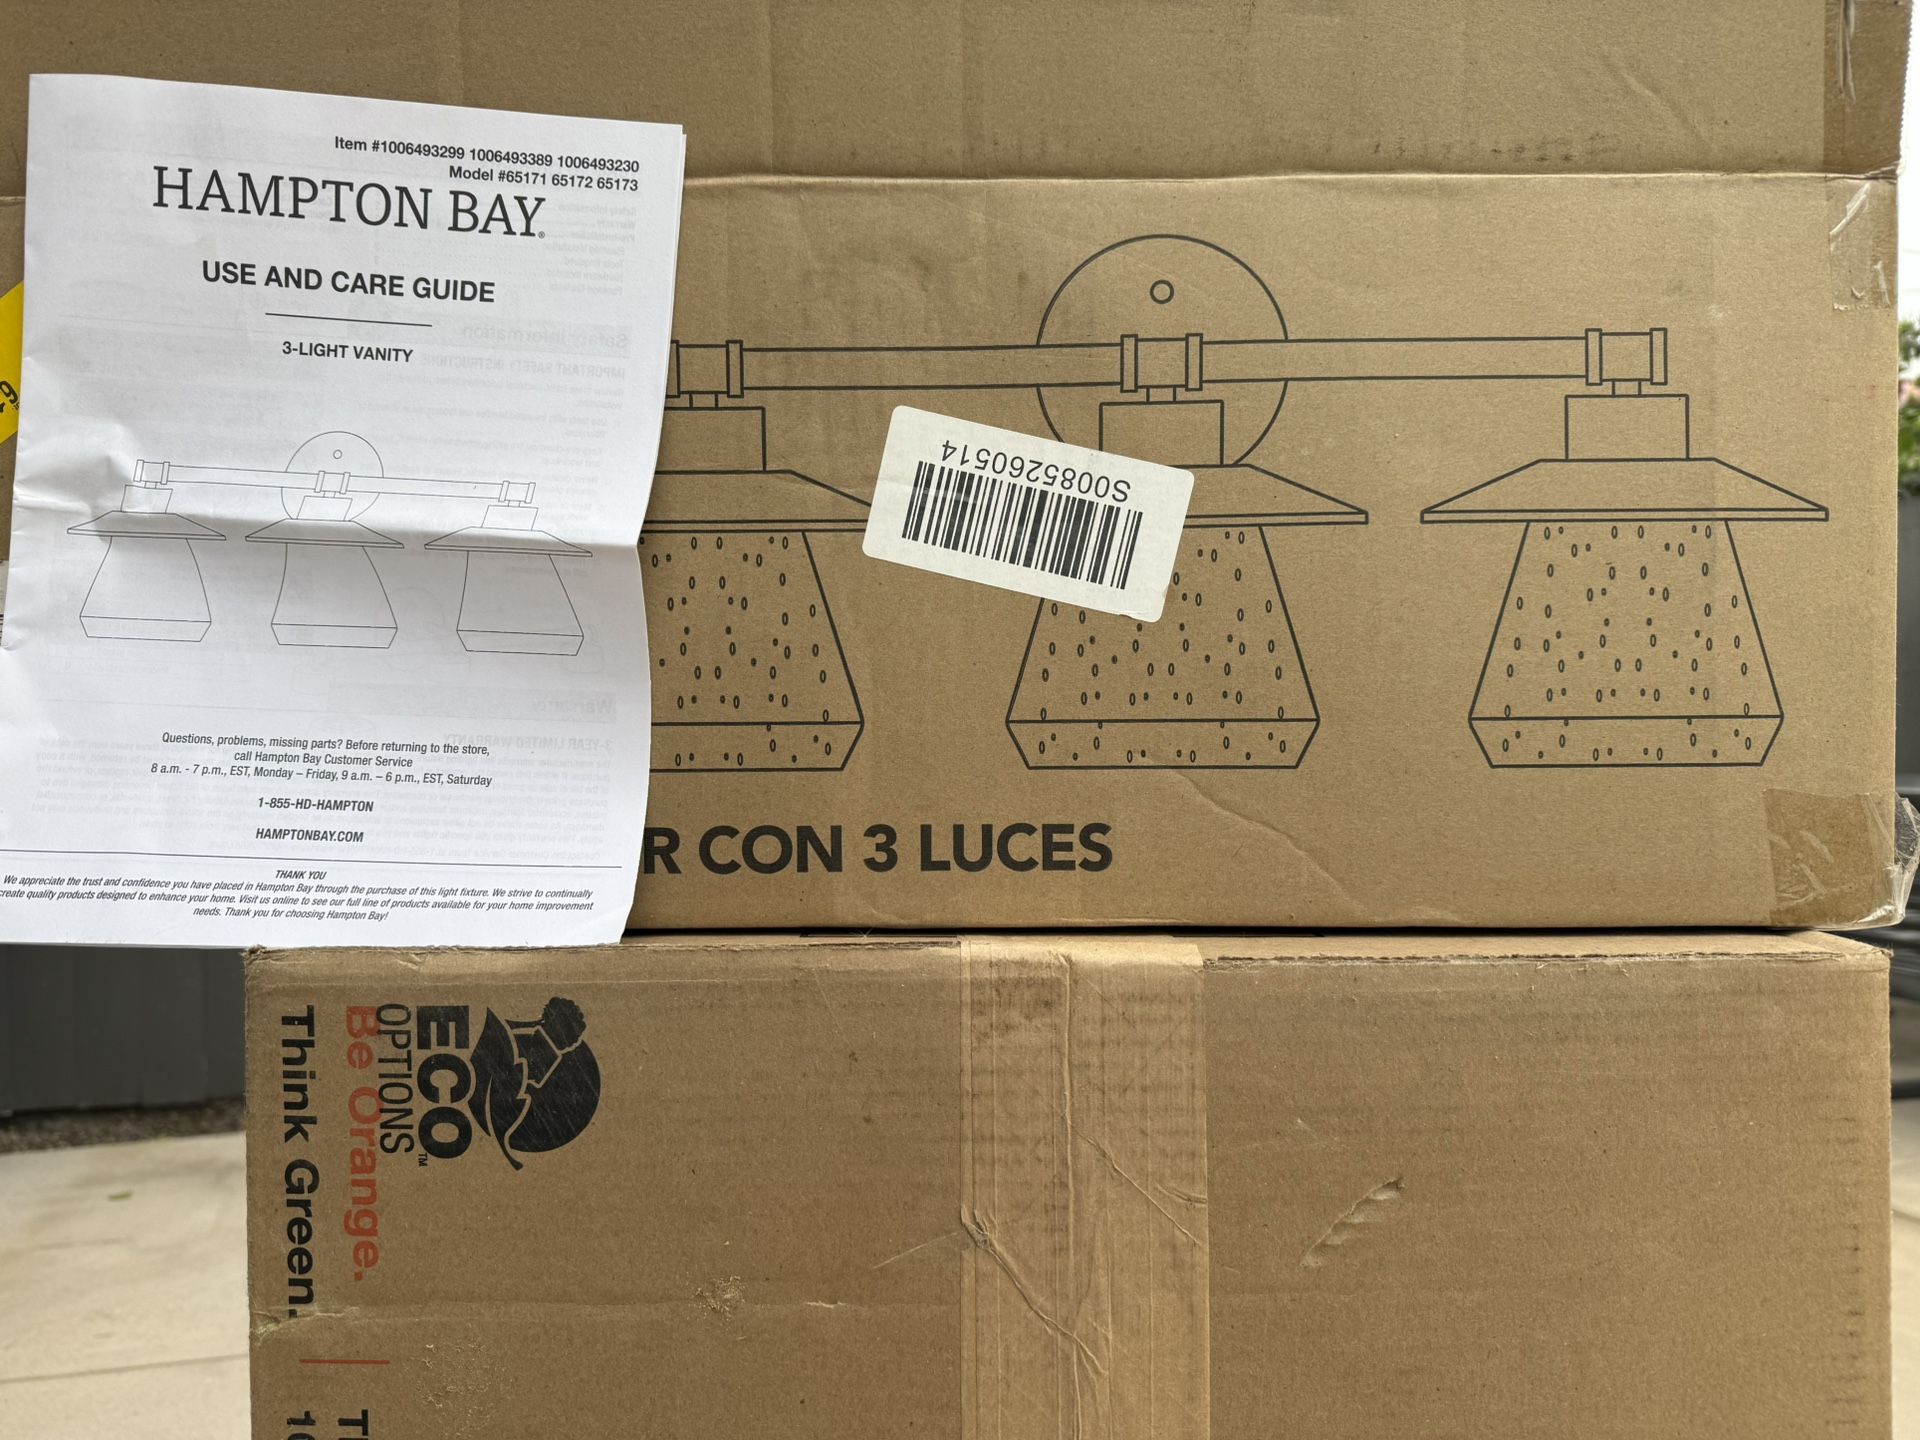 Item #1006493299 1006493389 1006493230
Model #65171 65172 65173
HAMPTON BAY®
USE AND CARE GUIDE
3-LIGHT VANITY
Questions, problems, missing parts? Before returning to the store,
call Hampton Bay Customer Service
8 a.m. - 7 p.m., EST, Monday – Friday, 9 a.m. – 6 p.m., EST, Saturday
1-855-HD-HAMPTON
HAMPTONBAY.COM
THANK YOU
We appreciate the trust and confidence you have placed in Hampton Bay through the purchase of this light fixture. We strive to continually
create quality products designed to enhance your home. Visit us online to see our full line of products available for your home improvement
needs. Thank you for choosing Hampton Bay!
S0085260514
R CON 3 LUCES
ECO
OPTIONS™
Be Orange.
Think Green.